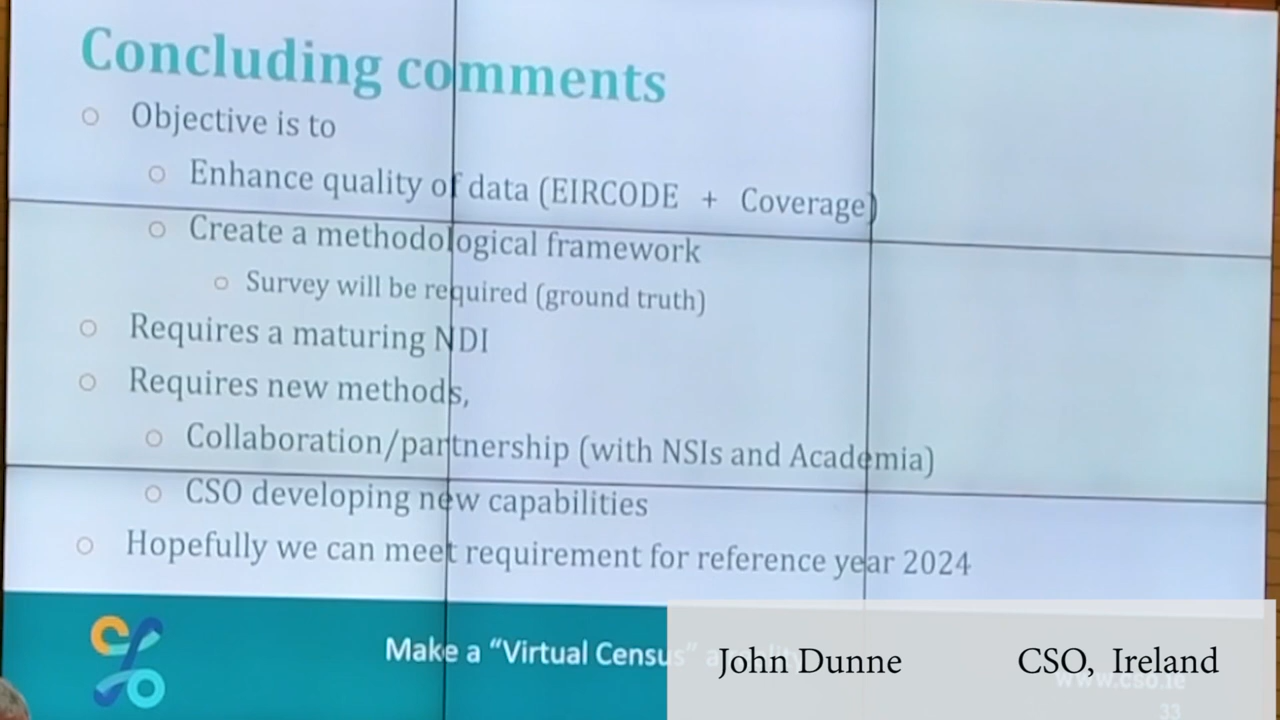 Concluding comments
Objective is to
Enhance quality of data (EIRCODE + Coverage)
Create a methodological framework
Survey will be required (ground truth)
Requires a maturing NDI
Requires new methods,
Collaboration/partnership (with NSIs and Academia)
CSO developing new capabilities
Hopefully we can meet requirement for reference year 2024
Make a “Virtual Census” a
John Dunne CSO, Ireland
www.cso.ie
33